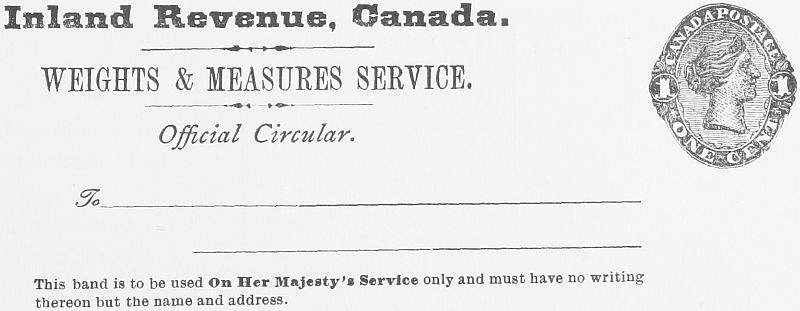 Inland Revenue, Canada.
WEIGHTS & MEASURES SERVICE.
Official Circular.
CANADA POSTAGE
1 1
ONE CENT
To
This band is to be used On Her Majesty's Service only and must have no writing
thereon but the name and address.